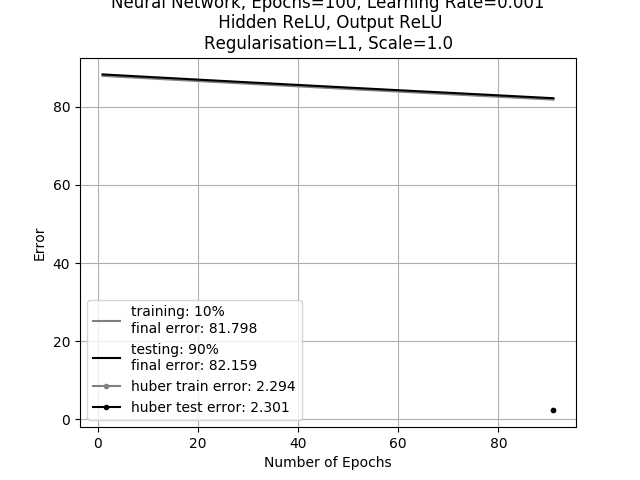 Neural Network, Epochs=100, Learning Rate=0.001
Hidden ReLU, Output ReLU
Regularisation=L1, Scale=1.0
80
60
40
20
0
Error
training: 10%
final error: 81.798
testing: 90%
final error: 82.159
huber train error: 2.294
huber test error: 2.301
0 20 40 60 80
Number of Epochs